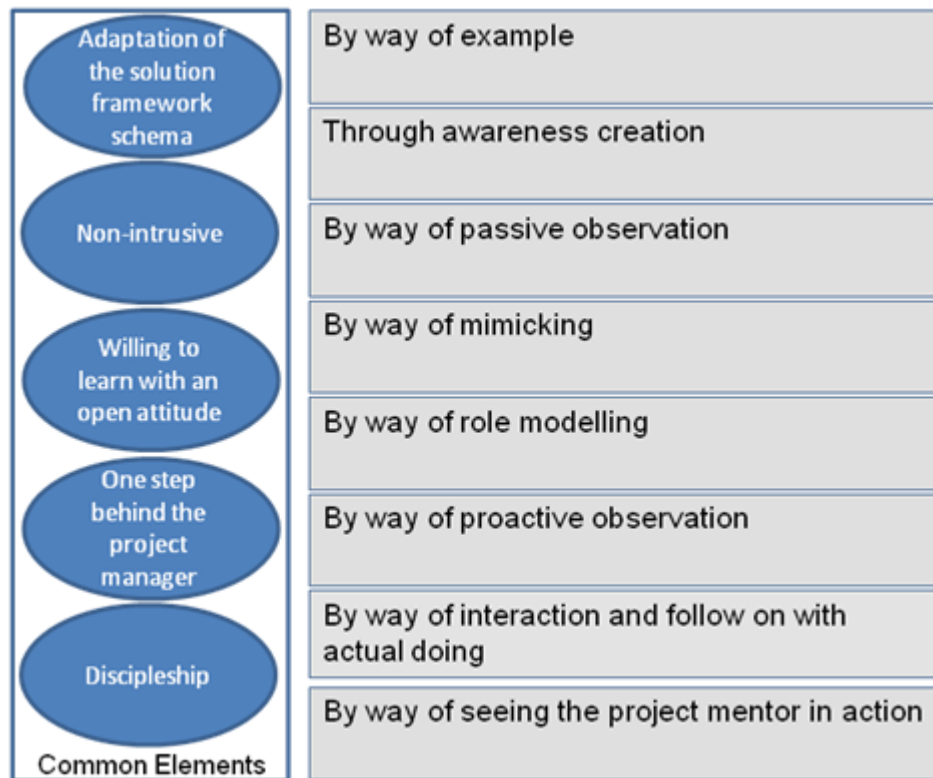 Adaptation of
the solution
framework
schema
Non-intrusive
Willing to
learn with an
open attitude
One step
behind the
project
manager
Discipleship
Common Elements
By way of example
Through awareness creation
By way of passive observation
By way of mimicking
By way of role modelling
By way of proactive observation
By way of interaction and follow on with
actual doing
By way of seeing the project mentor in action